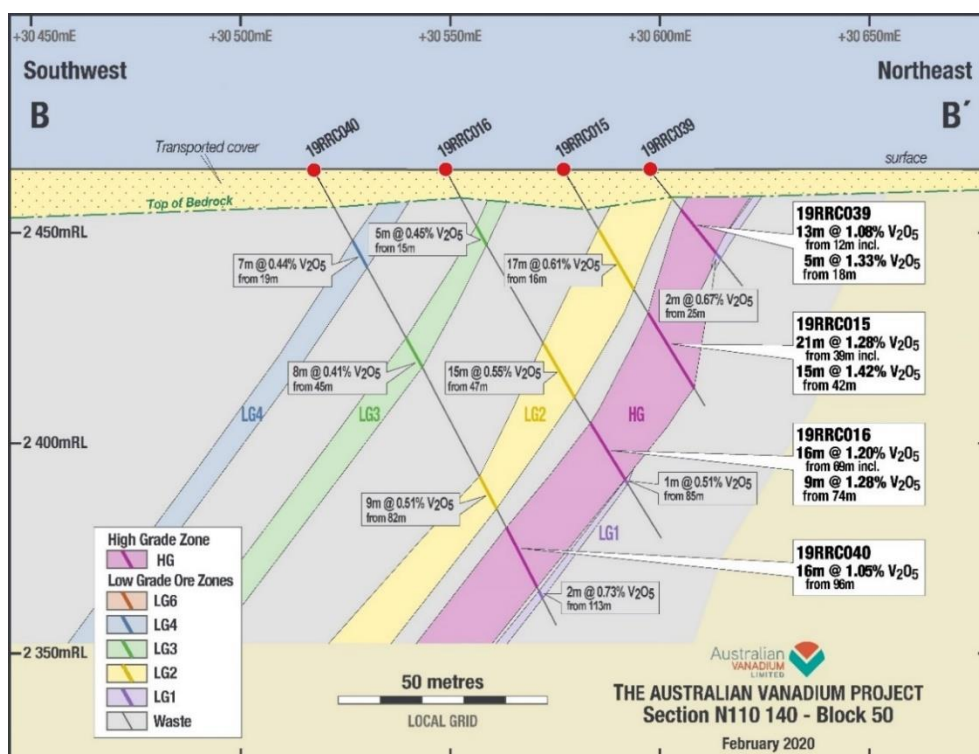 +30 450mE
+30 500mE
+30 550mE
+30 600mE
+30 650mE
Southwest
Northeast
B
B′
19RRC040
19RRC016
19RRC015
19RRC039
Transported cover
surface
Top of Bedrock
2 450mRL
2 400mRL
2 350mRL
7m @ 0.44% V₂O₅
from 19m
5m @ 0.45% V₂O₅
from 15m
17m @ 0.61% V₂O₅
from 16m
2m @ 0.67% V₂O₅
from 25m
8m @ 0.41% V₂O₅
from 45m
15m @ 0.55% V₂O₅
from 47m
9m @ 0.51% V₂O₅
from 82m
1m @ 0.51% V₂O₅
from 85m
2m @ 0.73% V₂O₅
from 113m
LG4
LG3
LG2
HG
LG1
19RRC039
13m @ 1.08% V₂O₅
from 12m incl.
5m @ 1.33% V₂O₅
from 18m
19RRC015
21m @ 1.28% V₂O₅
from 39m incl.
15m @ 1.42% V₂O₅
from 42m
19RRC016
16m @ 1.20% V₂O₅
from 69m incl.
9m @ 1.28% V₂O₅
from 74m
19RRC040
16m @ 1.05% V₂O₅
from 96m
High Grade Zone
HG
Low Grade Ore Zones
LG6
LG4
LG3
LG2
LG1
Waste
50 metres
LOCAL GRID
Australian
VANADIUM
LIMITED
THE AUSTRALIAN VANADIUM PROJECT
Section N110 140 - Block 50
February 2020